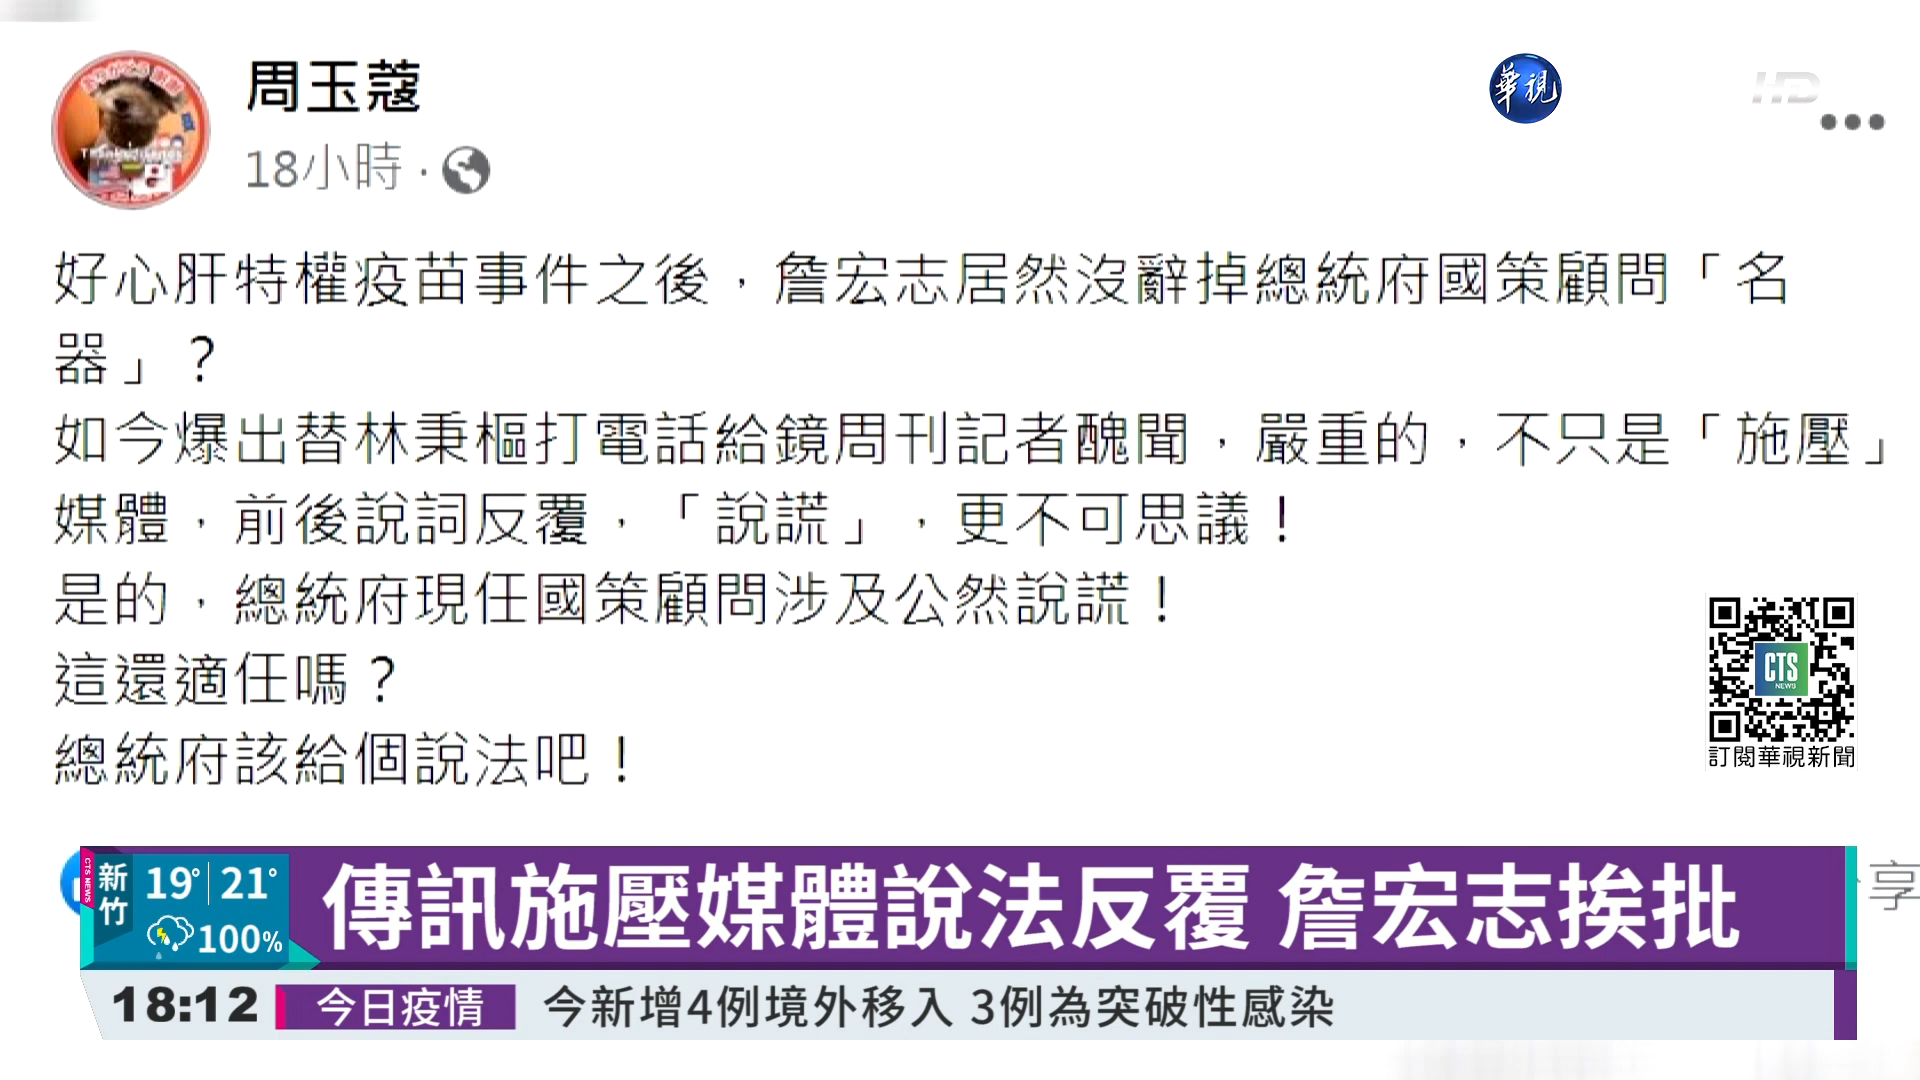 周玉蔻
華視
HD
18小時 ·
好心肝特權疫苗事件之後，詹宏志居然沒辭掉總統府國策顧問「名
器」？
如今爆出替林秉樞打電話給鏡周刊記者醜聞，嚴重的，不只是「施壓」
媒體，前後說詞反覆，「說謊」，更不可思議！
是的，總統府現任國策顧問涉及公然說謊！
這還適任嗎？
總統府該給個說法吧！
CTS
NEWS
訂閱華視新聞
享
CTS NEWS
新竹
19° 21°
100%
傳訊施壓媒體說法反覆 詹宏志挨批
18:12
今日疫情
今新增4例境外移入 3例為突破性感染